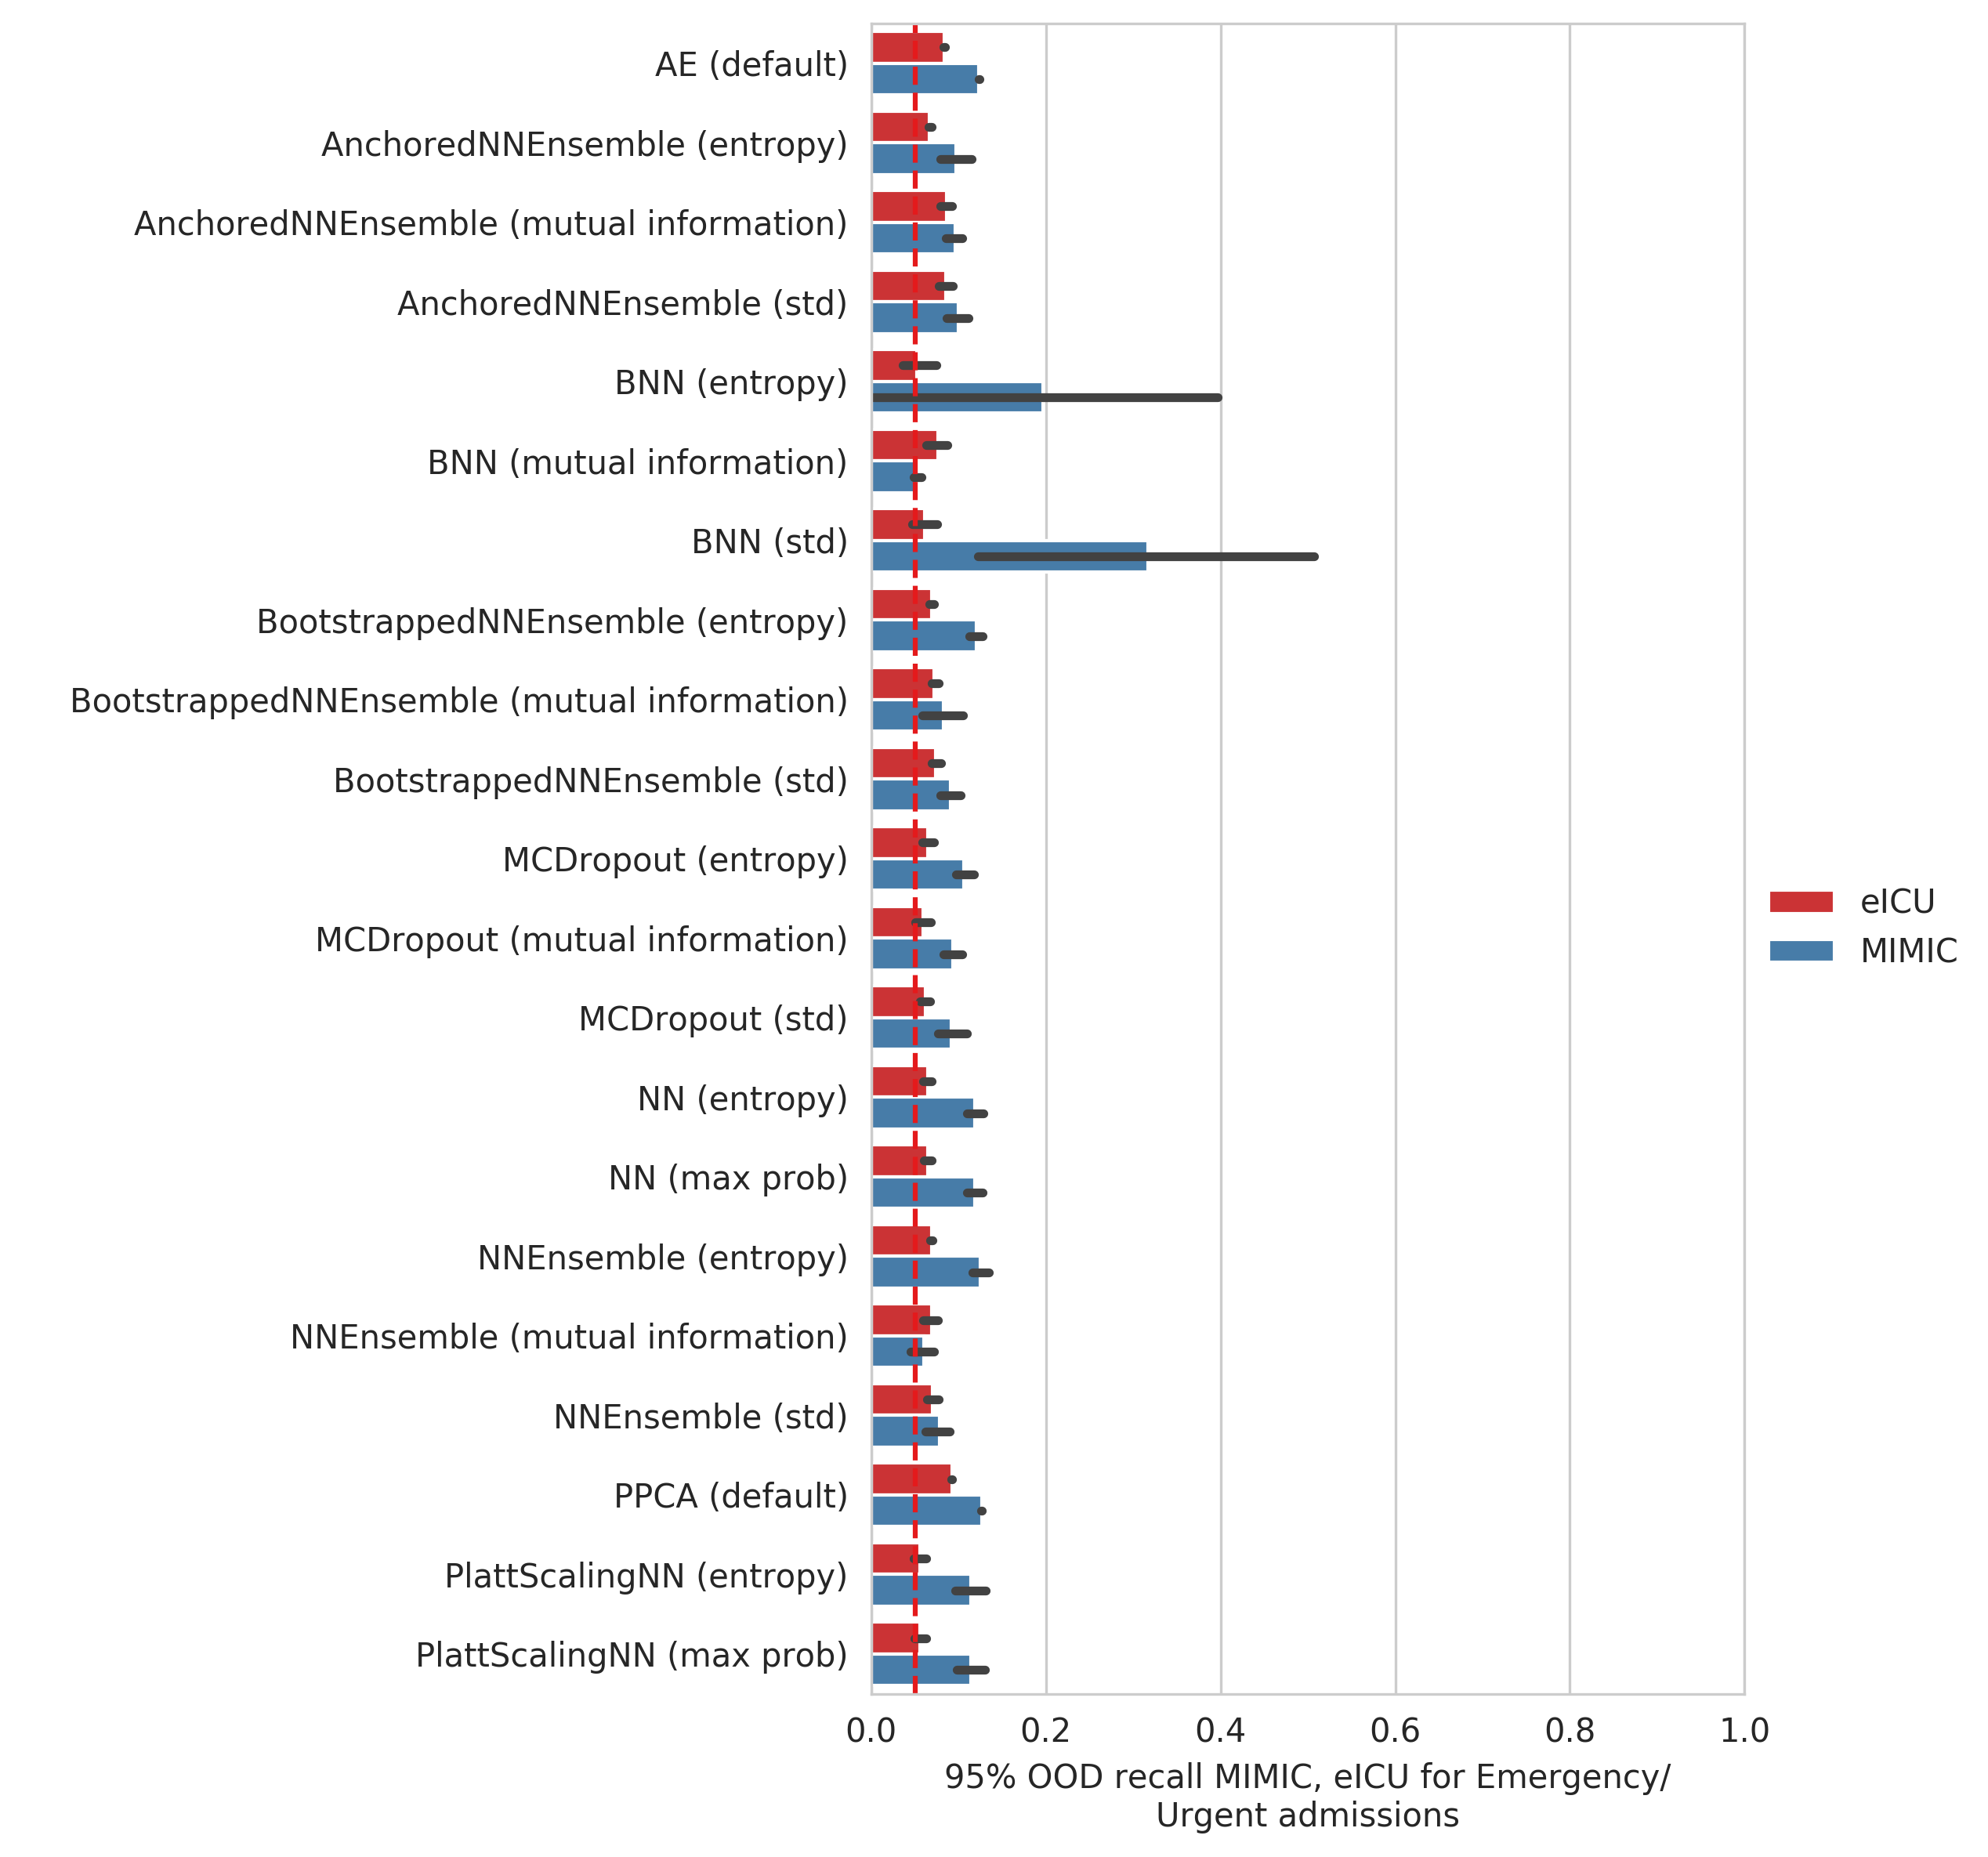 AE (default)
AnchoredNNEnsemble (entropy)
AnchoredNNEnsemble (mutual information)
AnchoredNNEnsemble (std)
BNN (entropy)
BNN (mutual information)
BNN (std)
BootstrappedNNEnsemble (entropy)
BootstrappedNNEnsemble (mutual information)
BootstrappedNNEnsemble (std)
MCDropout (entropy)
MCDropout (mutual information)
MCDropout (std)
NN (entropy)
NN (max prob)
NNEnsemble (entropy)
NNEnsemble (mutual information)
NNEnsemble (std)
PPCA (default)
PlattScalingNN (entropy)
PlattScalingNN (max prob)
0.0 0.2 0.4 0.6 0.8 1.0
95% OOD recall MIMIC, eICU for Emergency/
Urgent admissions
eICU
MIMIC